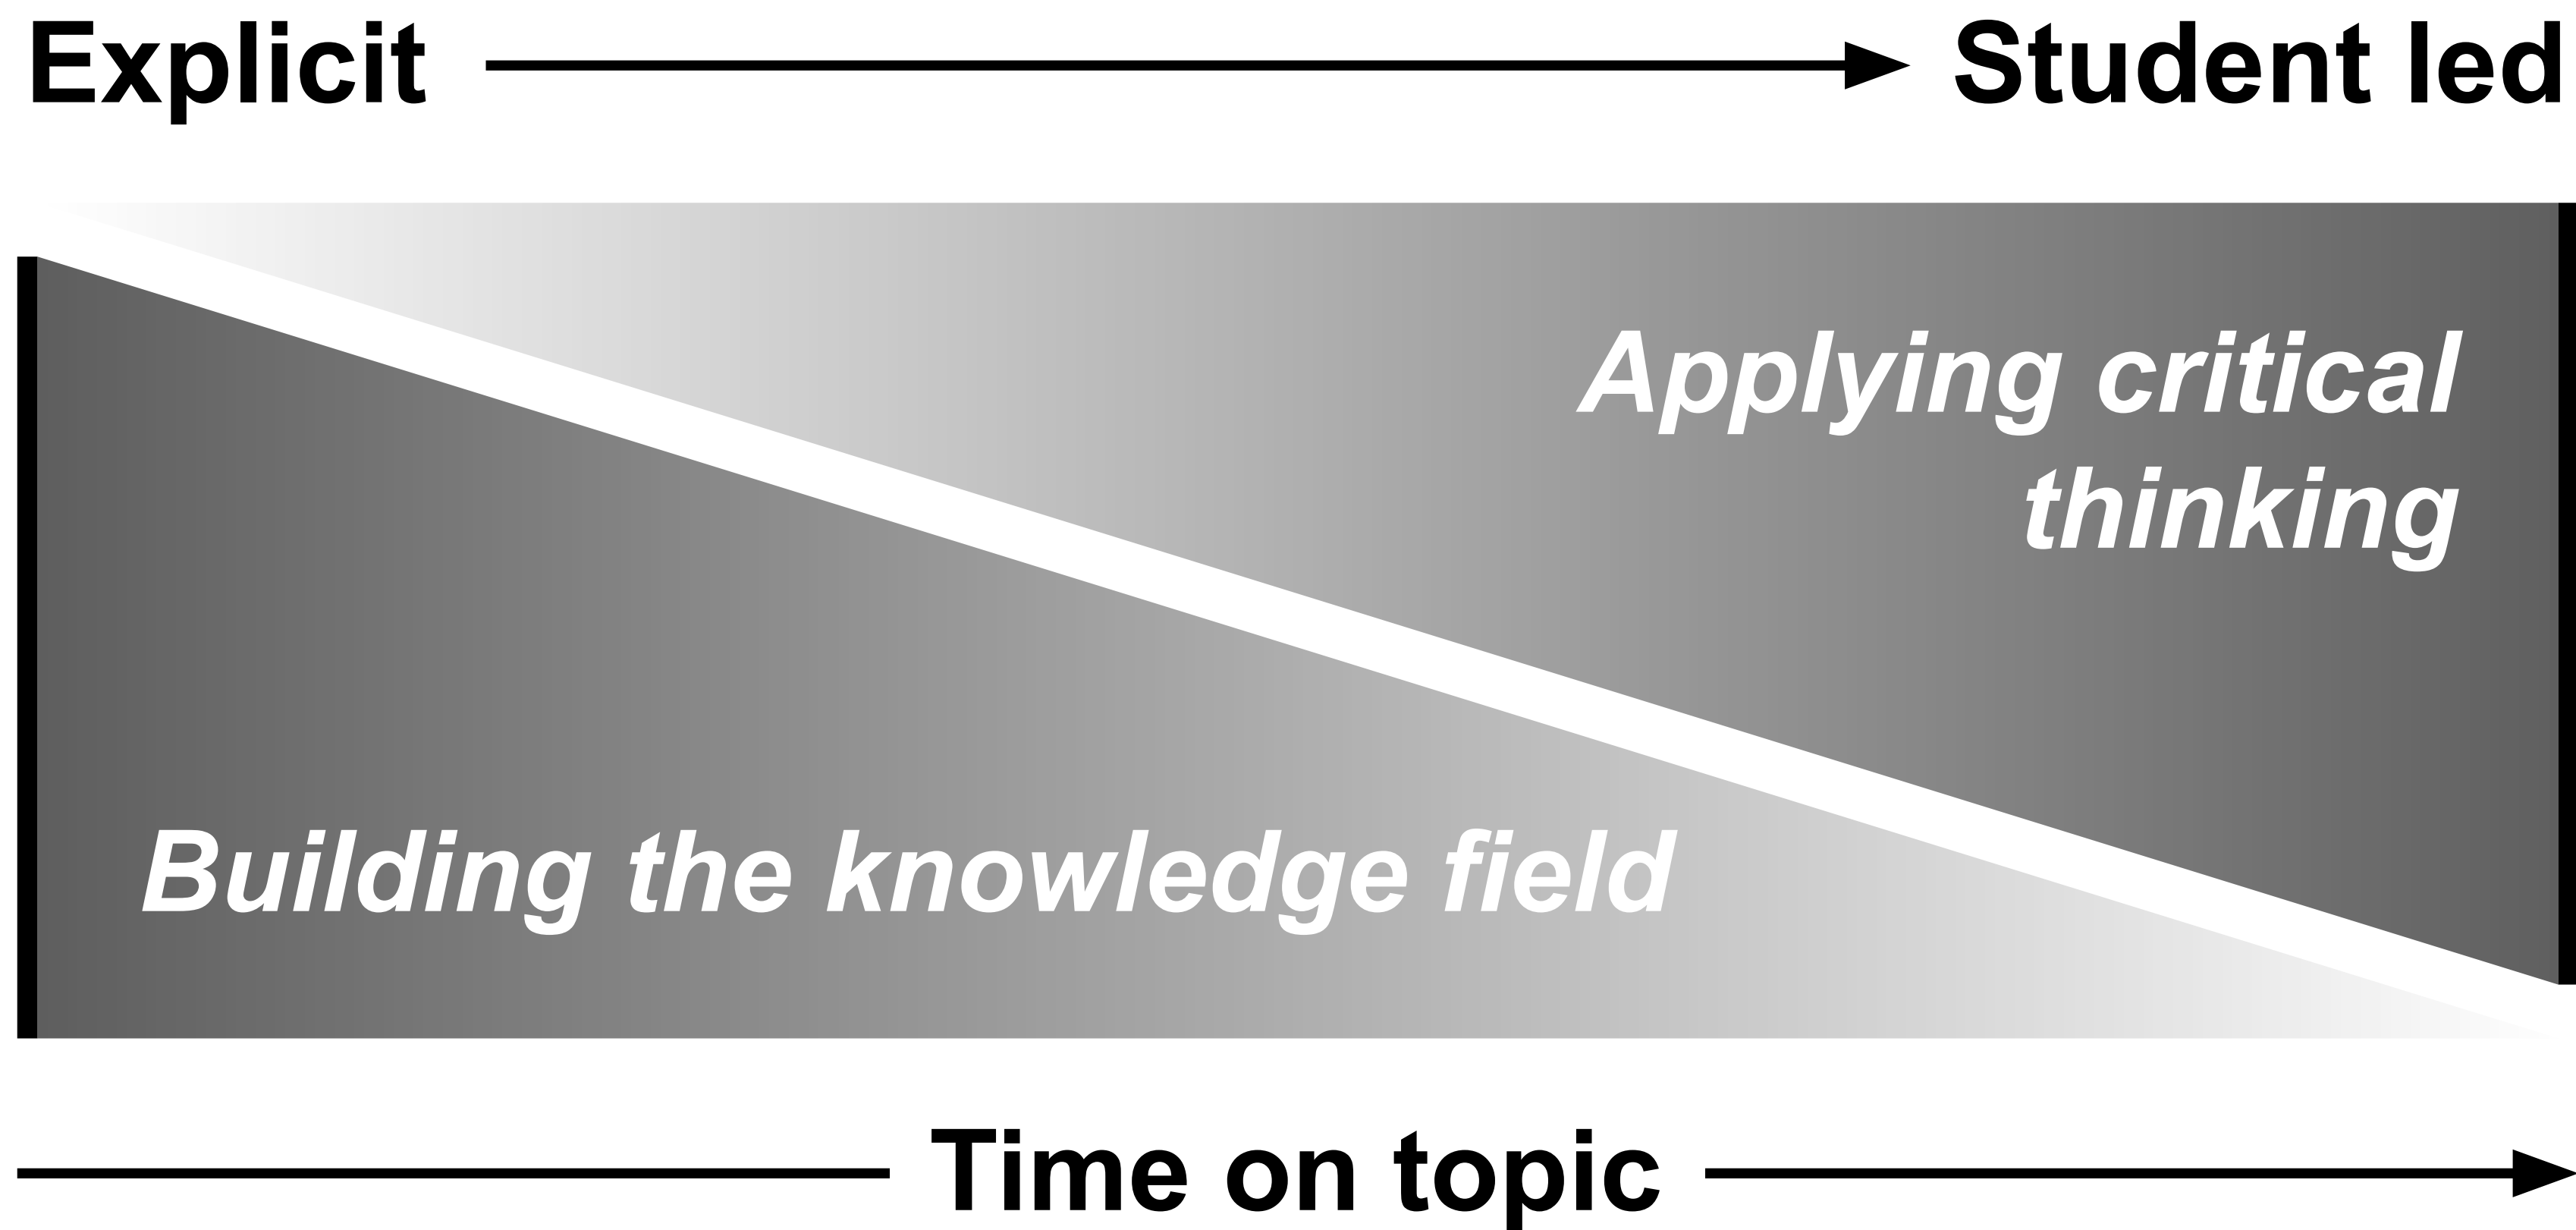 Explicit Student led
Applying critical
thinking
Building the knowledge field
Time on topic